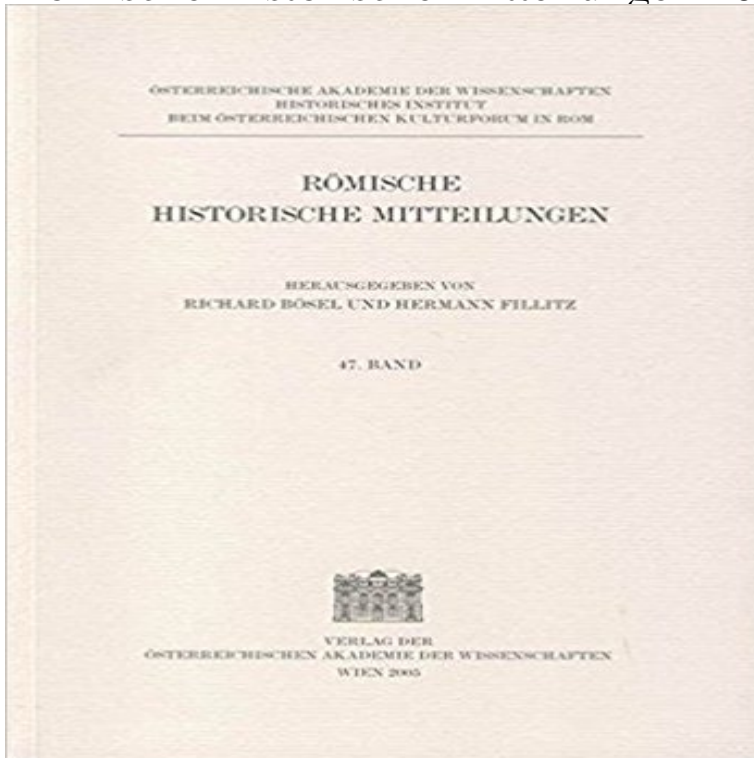 ÖSTERREICHISCHE AKADEMIE DER WISSENSCHAFTEN
HISTORISCHES INSTITUT
BEIM ÖSTERREICHISCHEN KULTURFORUM IN ROM
RÖMISCHE
HISTORISCHE MITTEILUNGEN
HERAUSGEGEBEN VON
RICHARD BÖSEL UND HERMANN FILLITZ
47. BAND
VERLAG DER
ÖSTERREICHISCHEN AKADEMIE DER WISSENSCHAFTEN
WIEN 2005